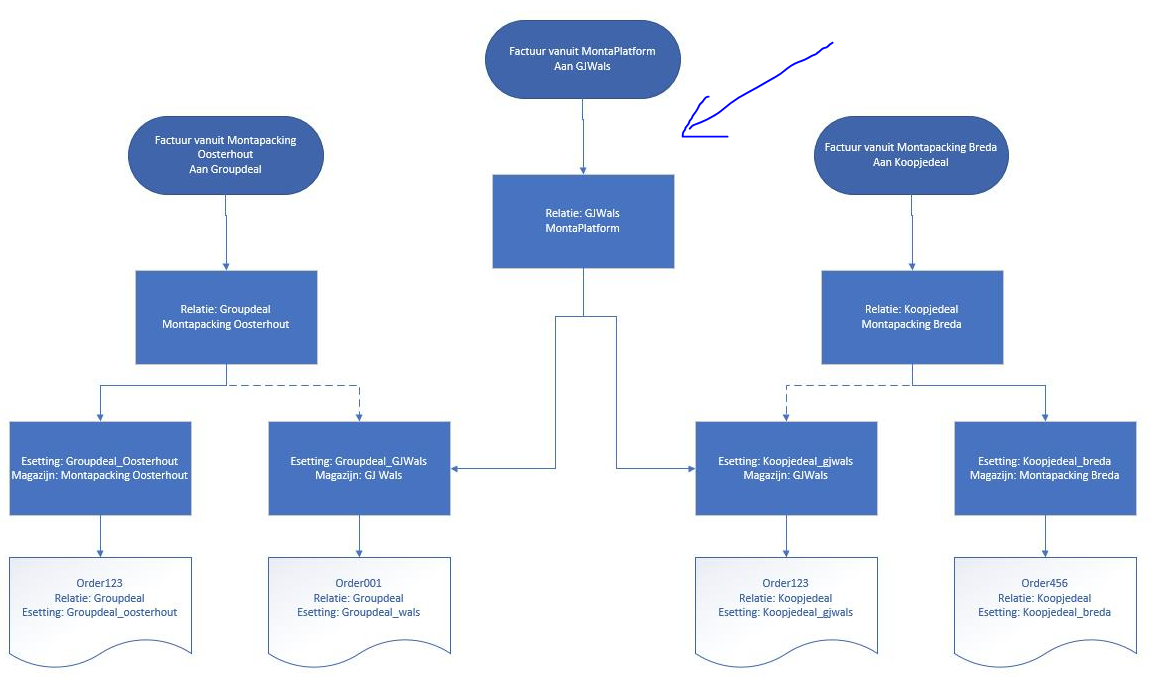 Factuur vanuit MontaPlatform
Aan GJWals
Factuur vanuit Montapacking
Oosterhout
Aan Groupdeal
Factuur vanuit Montapacking Breda
Aan Koopjedeal
Relatie: GJWals
MontaPlatform
Relatie: Groupdeal
Montapacking Oosterhout
Relatie: Koopjedeal
Montapacking Breda
Esetting: Groupdeal_Oosterhout
Magazijn: Montapacking Oosterhout
Esetting: Groupdeal_GJWals
Magazijn: GJ Wals
Esetting: Koopjedeal_gjwals
Magazijn: GJWals
Esetting: Koopjedeal_breda
Magazijn: Montapacking Breda
Order123
Relatie: Groupdeal
Esetting: Groupdeal_oosterhout
Order001
Relatie: Groupdeal
Esetting: Groupdeal_wals
Order123
Relatie: Koopjedeal
Esetting: Koopjedeal_gjwals
Order456
Relatie: Koopjedeal
Esetting: Koopjedeal_breda